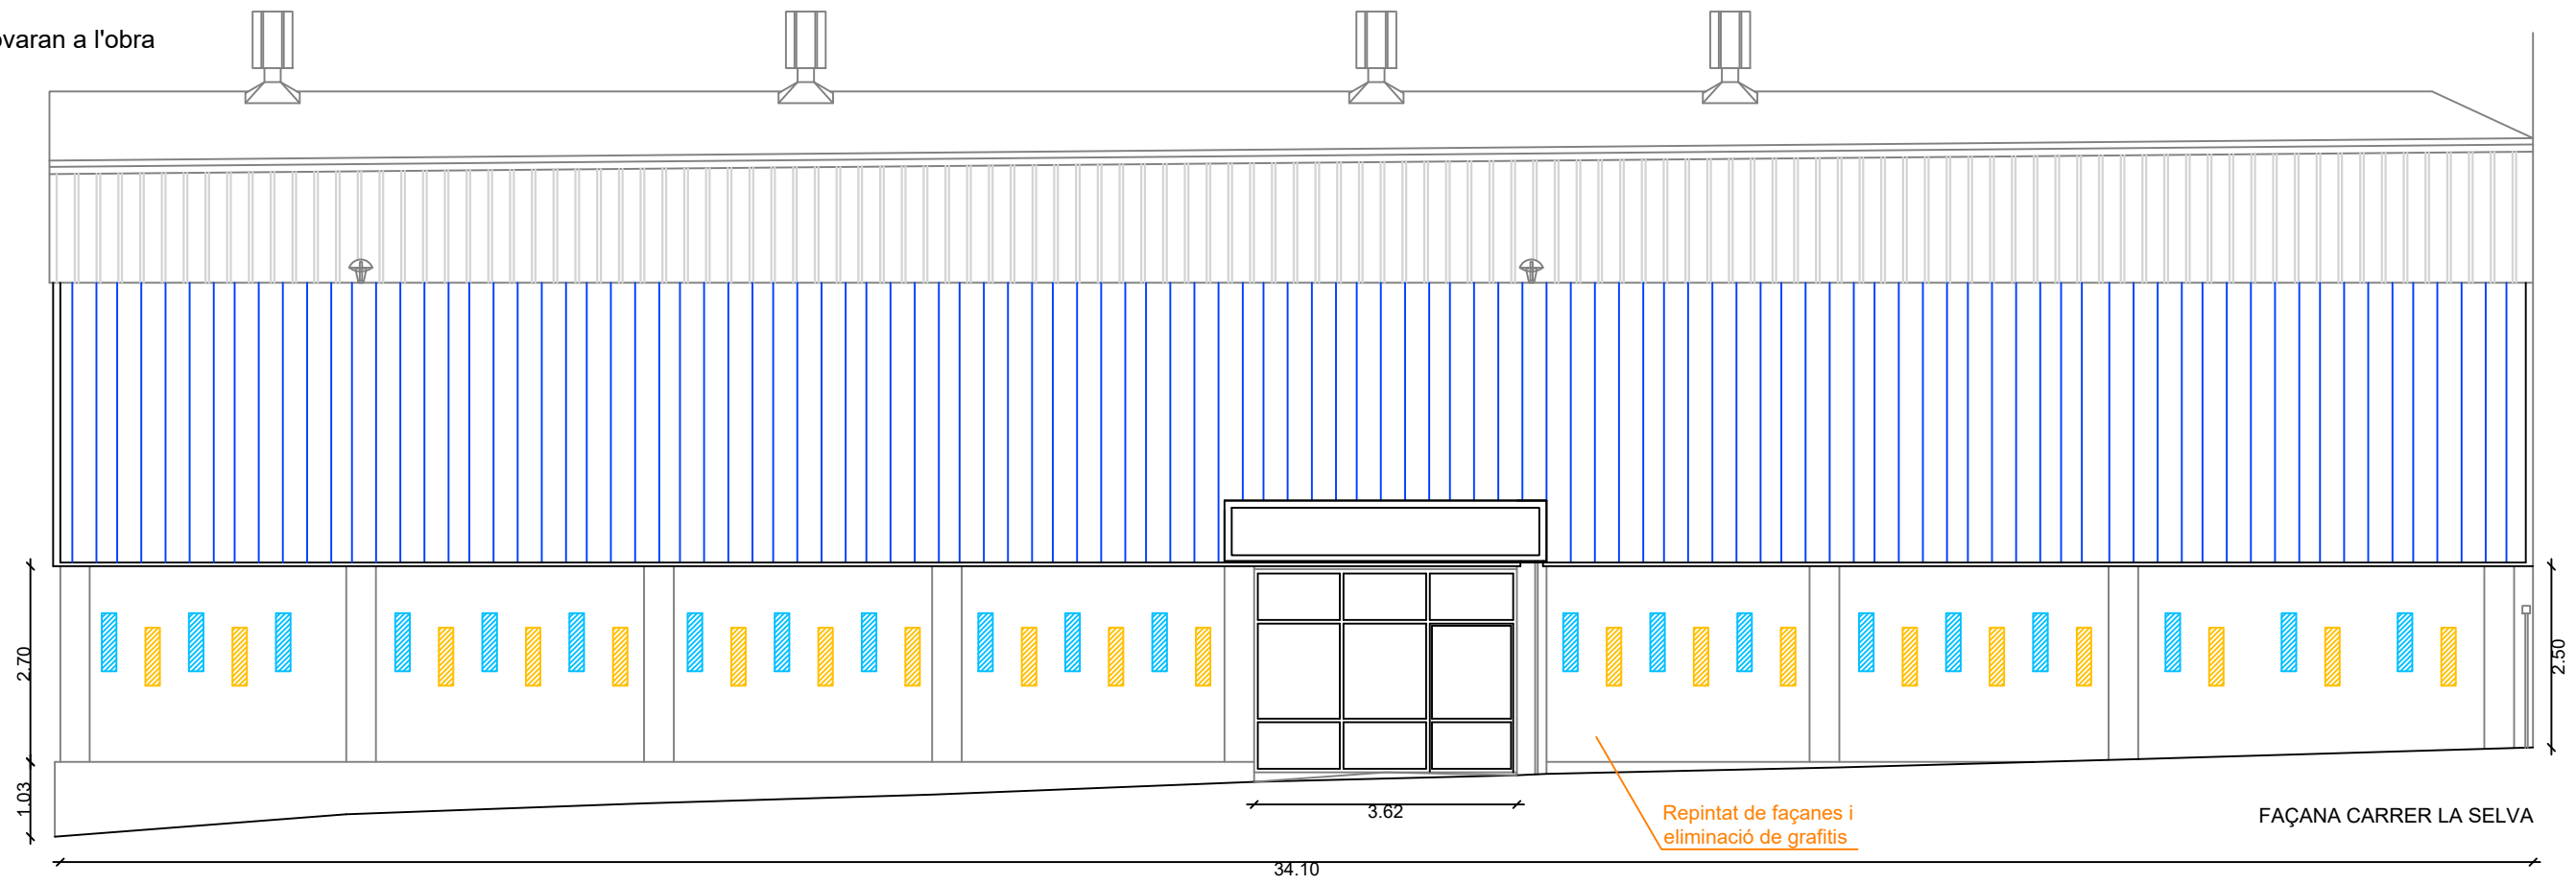 a l'obra
2.70
2.50
1.03
3.62
Repintat de façanes i
eliminació de grafitis
FAÇANA CARRER LA SELVA
34.10